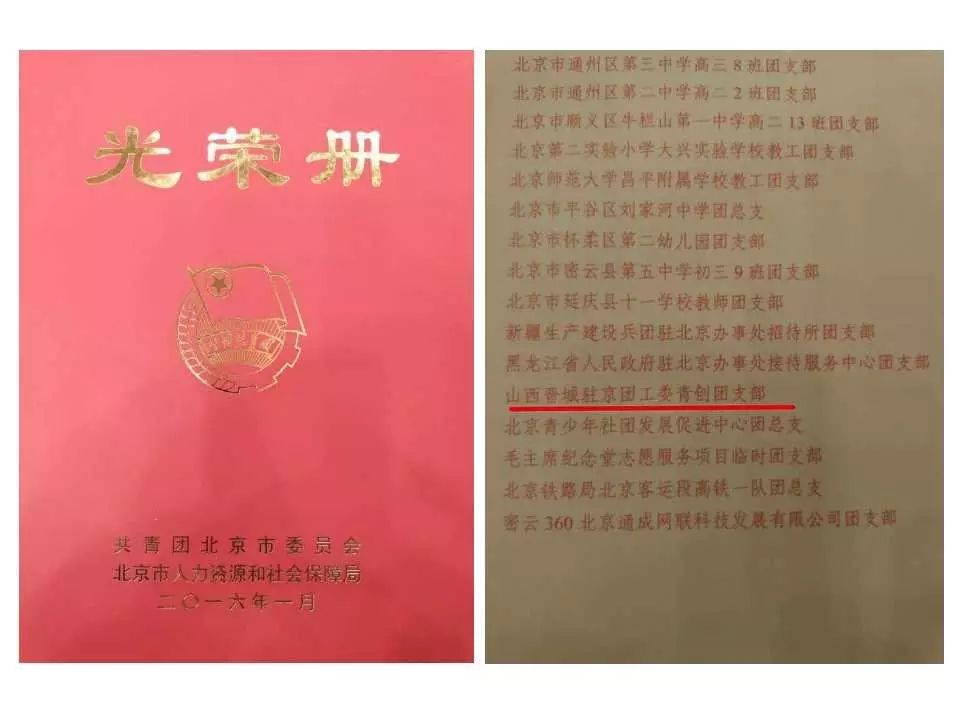 光荣册
共青团北京市委员会
北京市人力资源和社会保障局
二〇一六年一月
北京市通州区第三中学高三8班团支部
北京市通州区第二中学高二2班团支部
北京市顺义区牛栏山第一中学高二13班团支部
北京第二实验小学大兴实验学校教工团支部
北京师范大学昌平附属学校教工团支部
北京市平谷区刘家河中学团总支
北京市怀柔区第二幼儿园团支部
北京市密云县第五中学初三9班团支部
北京市延庆县十一学校教师团支部
新疆生产建设兵团驻北京办事处招待所团支部
黑龙江省人民政府驻北京办事处接待服务中心团支部
山西晋城驻京团工委青创团支部
北京青少年社团发展促进中心团总支
毛主席纪念堂志愿服务项目临时团支部
北京铁路局北京客运段高铁一队团总支
密云360北京通成网联科技发展有限公司团支部